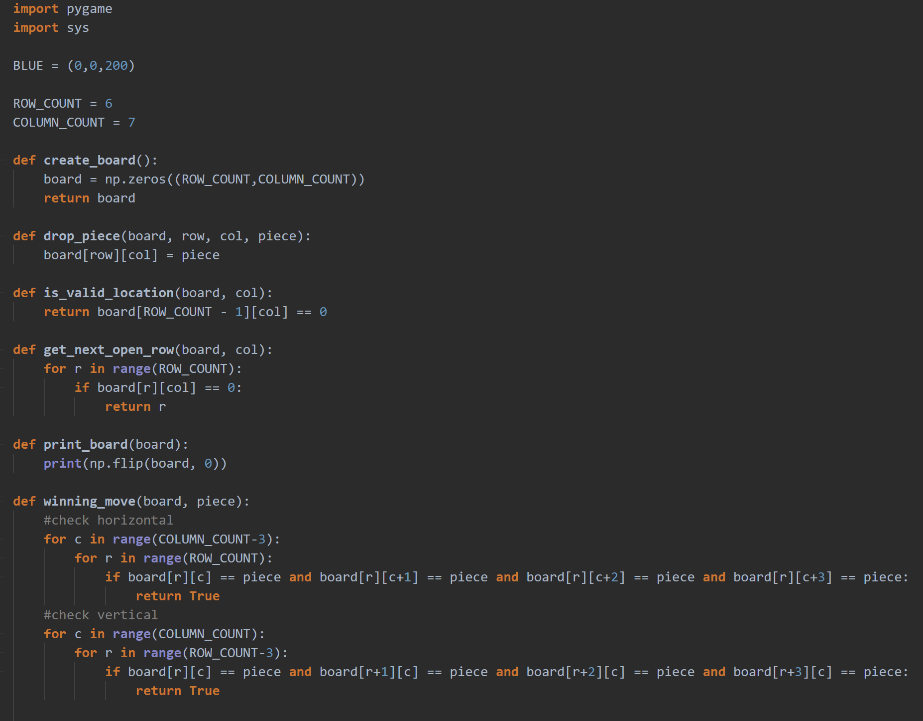 import pygame
import sys
BLUE = (0,0,200)
ROW_COUNT = 6
COLUMN_COUNT = 7
def create_board():
    board = np.zeros((ROW_COUNT,COLUMN_COUNT))
    return board
def drop_piece(board, row, col, piece):
    board[row][col] = piece
def is_valid_location(board, col):
    return board[ROW_COUNT - 1][col] == 0
def get_next_open_row(board, col):
    for r in range(ROW_COUNT):
        if board[r][col] == 0:
            return r
def print_board(board):
    print(np.flip(board, 0))
def winning_move(board, piece):
    #check horizontal
    for c in range(COLUMN_COUNT-3):
        for r in range(ROW_COUNT):
            if board[r][c] == piece and board[r][c+1] == piece and board[r][c+2] == piece and board[r][c+3] == piece:
                return True
    #check vertical
    for c in range(COLUMN_COUNT):
        for r in range(ROW_COUNT-3):
            if board[r][c] == piece and board[r+1][c] == piece and board[r+2][c] == piece and board[r+3][c] == piece:
                return True